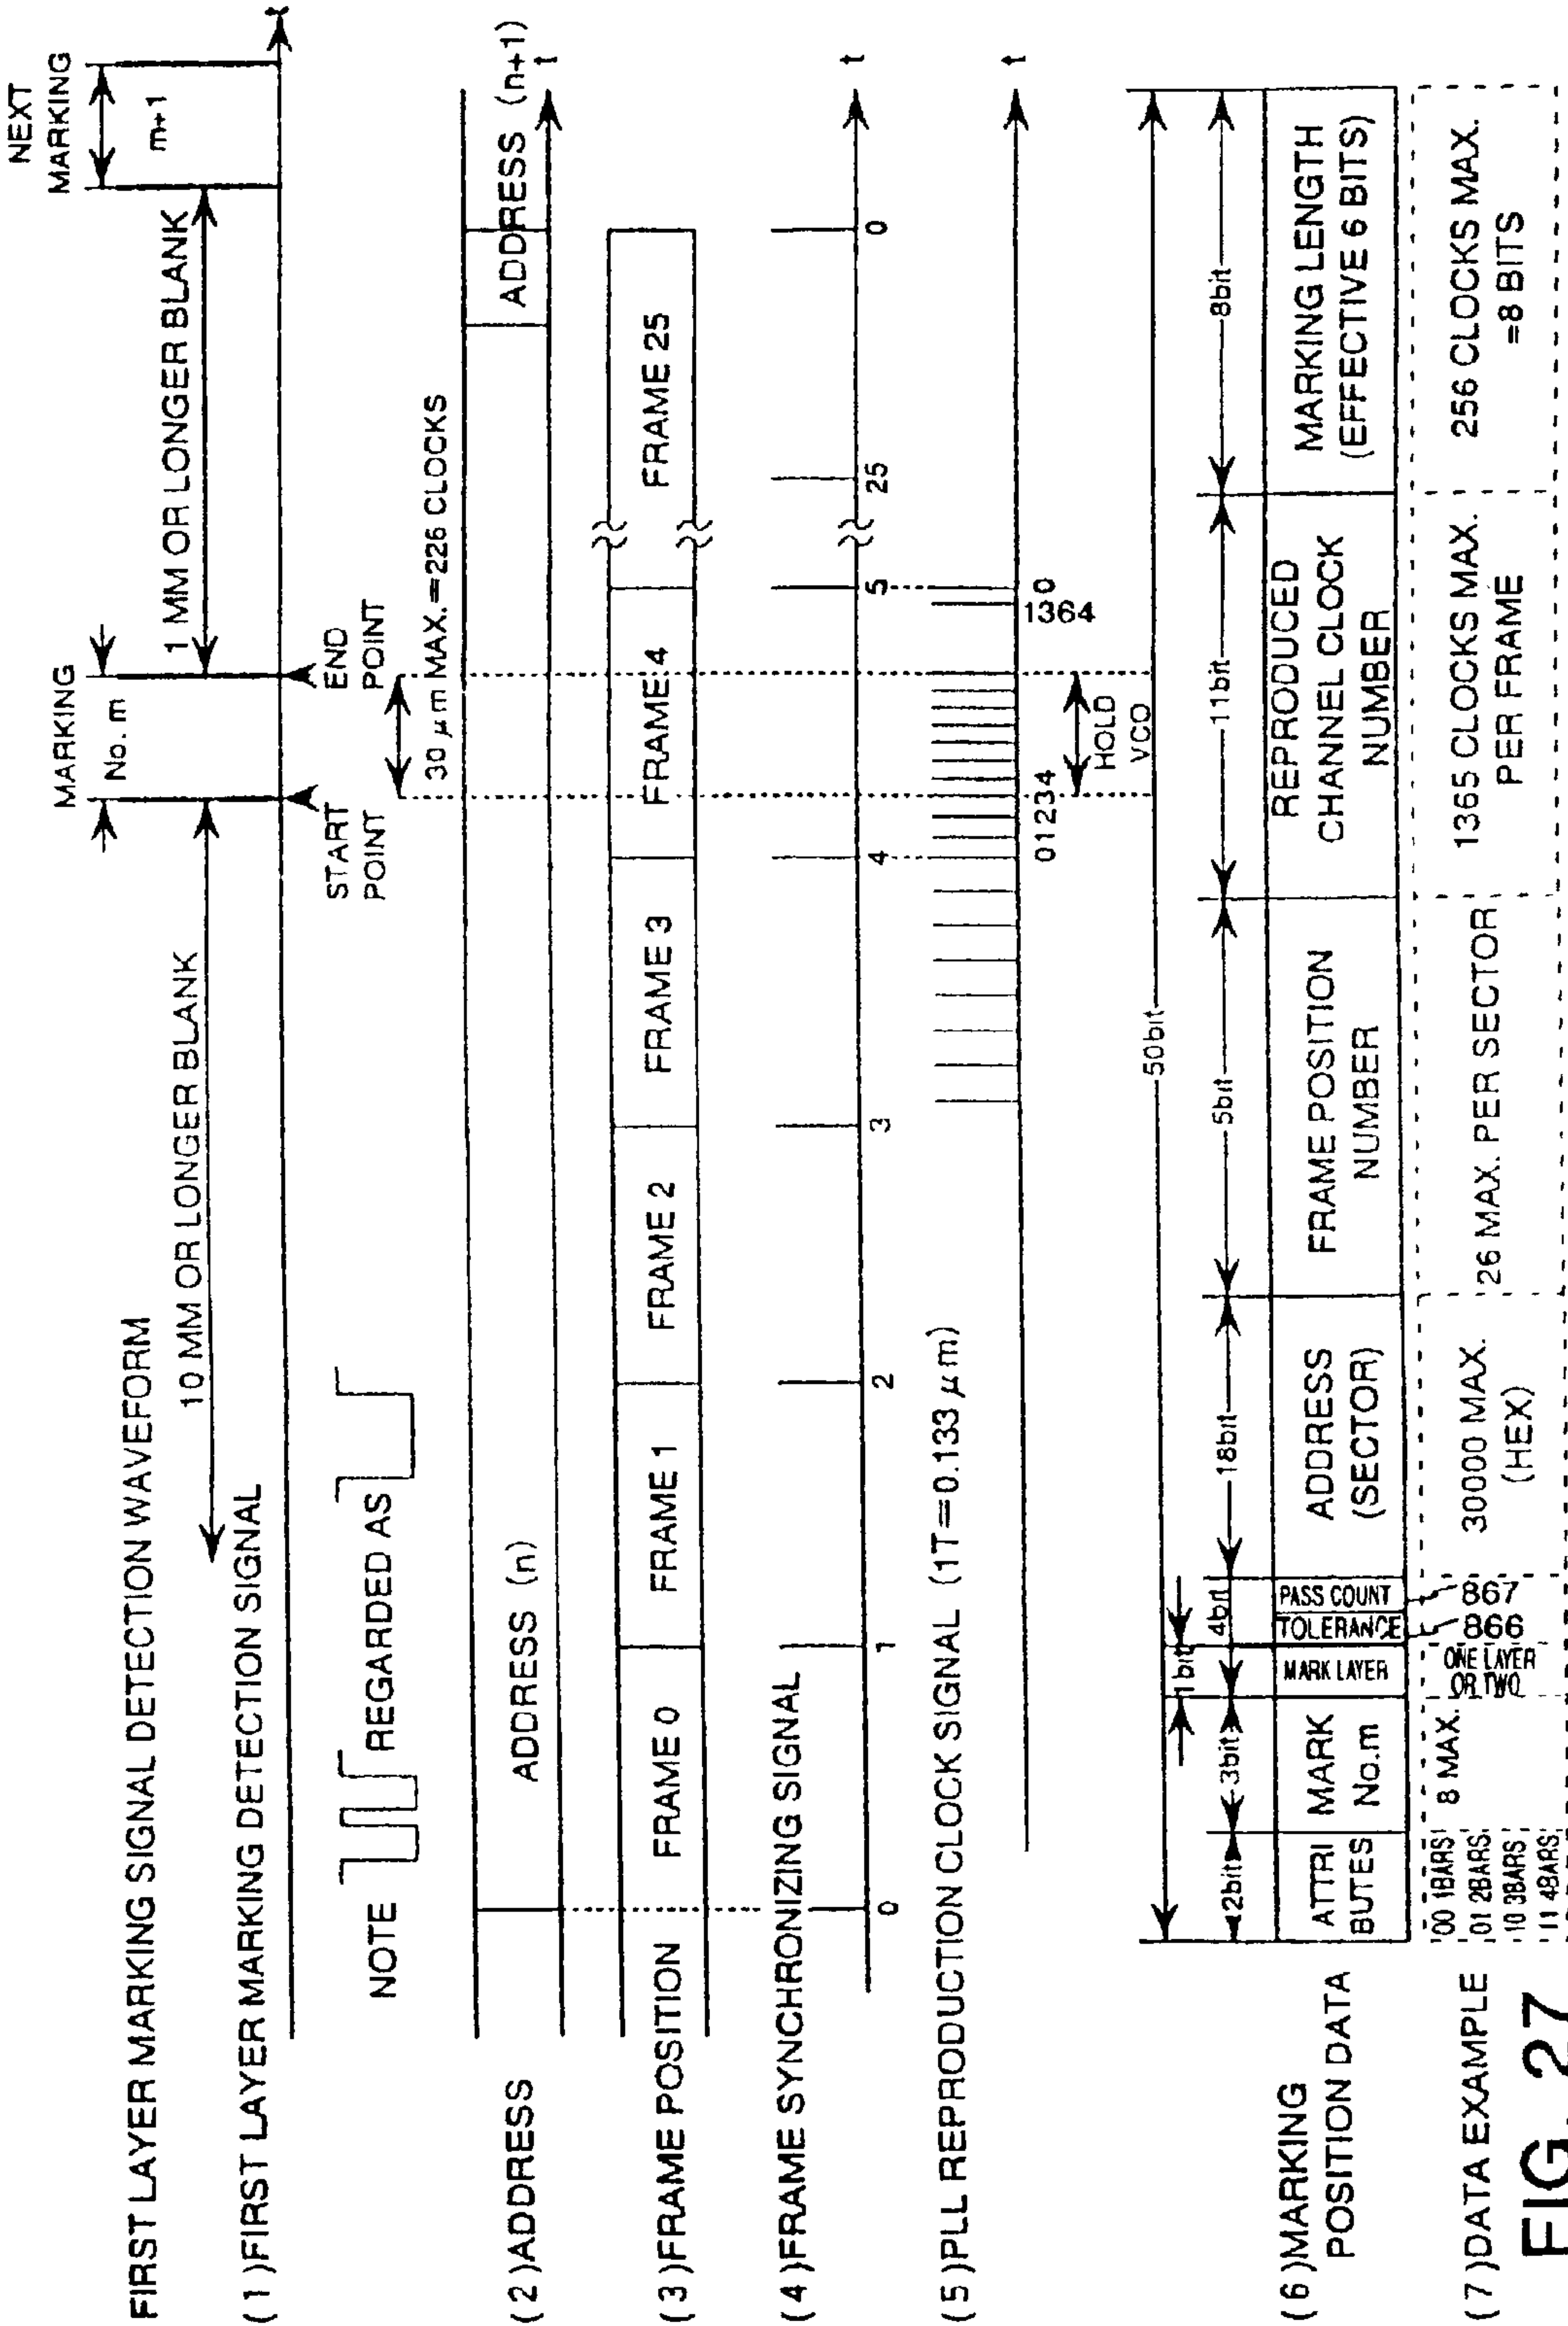 FIRST LAYER MARKING SIGNAL DETECTION WAVEFORM
MARKING
No. m
NEXT
MARKING
m+1
10 MM OR LONGER BLANK
1 MM OR LONGER BLANK
(1)FIRST LAYER MARKING DETECTION SIGNAL
t
START
POINT
END
POINT
NOTE
REGARDED AS
30 μm MAX.=226 CLOCKS
(2)ADDRESS
ADDRESS (n)
ADDRESS (n+1)
t
(3)FRAME POSITION
FRAME 0
FRAME 1
FRAME 2
FRAME 3
FRAME 4
FRAME 25
(4)FRAME SYNCHRONIZING SIGNAL
0
1
2
3
4
5
25
0
t
(5)PLL REPRODUCTION CLOCK SIGNAL (1T=0.133 μm)
01234
1364
0
t
HOLD
VCO
50bit
1bit
2bit
3bit
4bit
18bit
5bit
11bit
8bit
(6)MARKING
POSITION DATA
ATTRI
BUTES
MARK
No.m
MARK LAYER
TOLERANCE
PASS COUNT
ADDRESS
(SECTOR)
FRAME POSITION
NUMBER
REPRODUCED
CHANNEL CLOCK
NUMBER
MARKING LENGTH
(EFFECTIVE 6 BITS)
(7)DATA EXAMPLE
00 1BARS
01 2BARS
10 3BARS
11 4BARS
8 MAX.
ONE LAYER
OR TWO
866
867
30000 MAX.
(HEX)
26 MAX. PER SECTOR
1365 CLOCKS MAX.
PER FRAME
256 CLOCKS MAX.
=8 BITS
FIG. 27